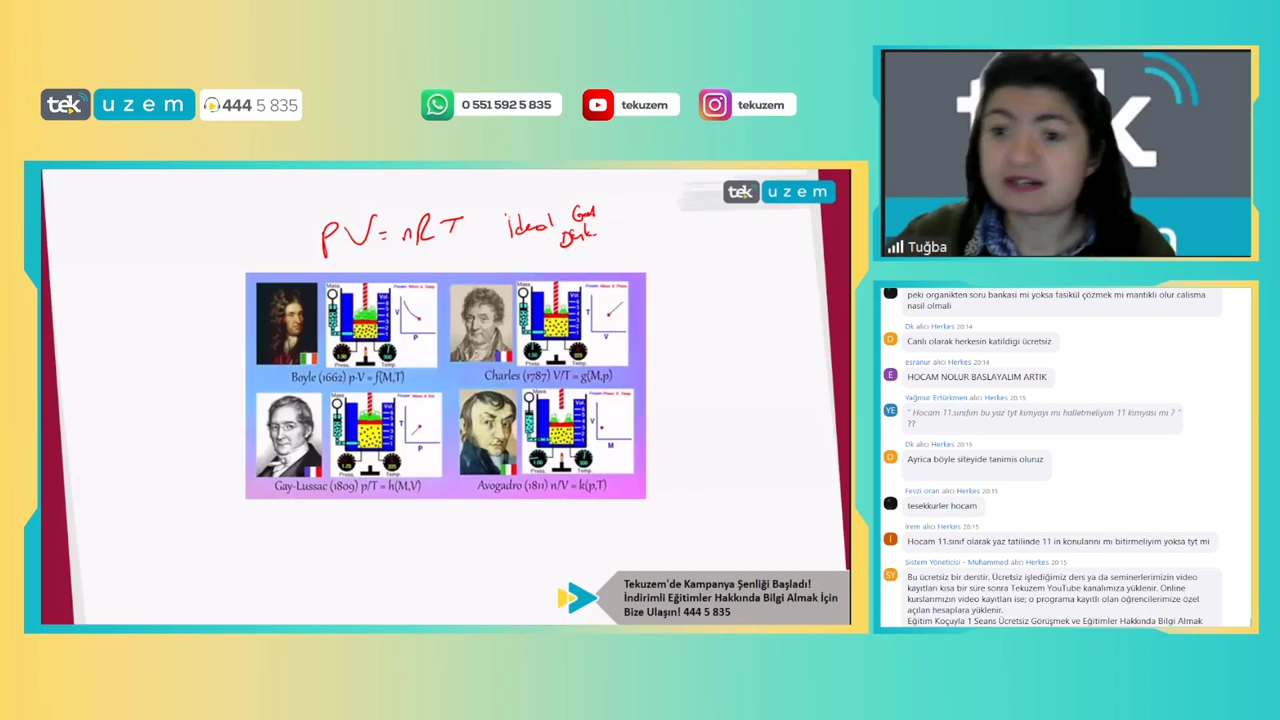 tek uzem 444 5 835
0 551 592 5 835
tekuzem
tekuzem
tek
k
Tuğba
tek uzem
PV = nRT İdeal Gaz
Denk
Boyle (1662) p·V = f(M,T)
Charles (1787) V/T = g(M,p)
Gay-Lussac (1809) p/T = h(M,V)
Avogadro (1811) n/V = k(p,T)
Tekuzem'de Kampanya Şenliği Başladı!
İndirimli Eğitimler Hakkında Bilgi Almak İçin
Bize Ulaşın! 444 5 835
peki organikten soru bankasi mi yoksa fasikül çözmek mi mantikli olur calisma
nasil olmali
Dk alıcı Herkes 20:14
Canlı olarak herkesin katildigi ücretsiz
esranur alıcı Herkes 20:14
HOCAM NOLUR BASLAYALIM ARTIK
Yağmur Ertürkmen alıcı Herkes 20:15
" Hocam 11.sındım bu yaz tyt kimyayı mı halletmeliyim 11 kimyası mı ? "
??
Dk alıcı Herkes 20:15
Ayrica böyle siteyide tanimis oluruz
Fevzi oran alıcı Herkes 20:15
tesekkurler hocam
İrem alıcı Herkes 20:15
Hocam 11.sınıf olarak yaz tatilinde 11 in konularını mı bitirmeliyim yoksa tyt mi
Sistem Yöneticisi - Muhammed alıcı Herkes 20:15
Bu ücretsiz bir derstir. Ücretsiz işlediğimiz ders ya da seminerlerimizin video
kayıtları kısa bir süre sonra Tekuzem YouTube kanalımıza yüklenir. Online
kurslarımızın video kayıtları ise; o programa kayıtlı olan öğrencilerimize özel
açılan hesaplara yüklenir.
Eğitim Koçuyla 1 Seans Ücretsiz Görüşmek ve Eğitimler Hakkında Bilgi Almak